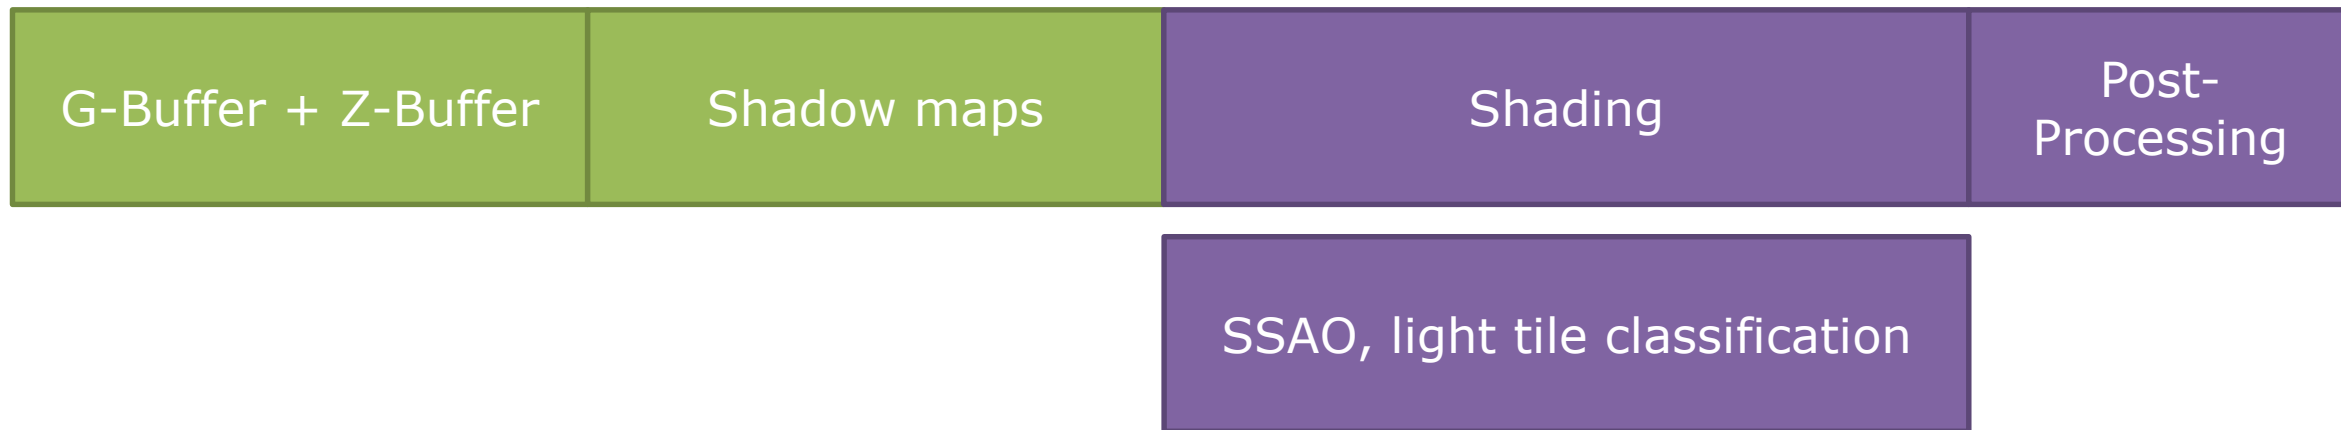 G-Buffer + Z-Buffer
Shadow maps
Shading
Post-
Processing
SSAO, light tile classification